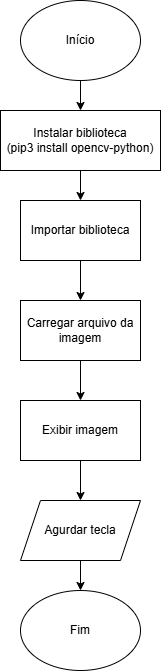 Início
Instalar biblioteca
(pip3 install opencv-python)
Importar biblioteca
Carregar arquivo da
imagem
Exibir imagem
Agurdar tecla
Fim